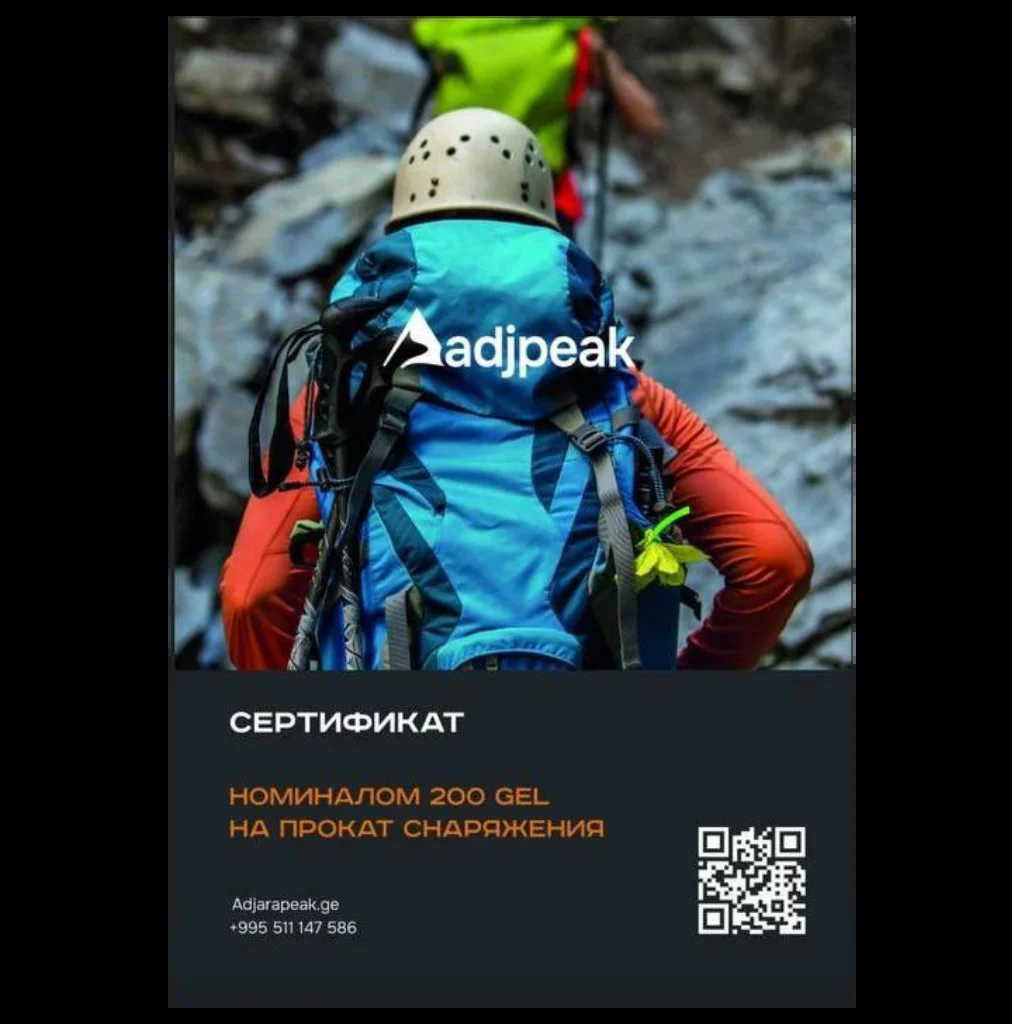 adjpeak
СЕРТИФИКАТ
НОМИНАЛОМ 200 GEL
НА ПРОКАТ СНАРЯЖЕНИЯ
Adjarapeak.ge
+995 511 147 586